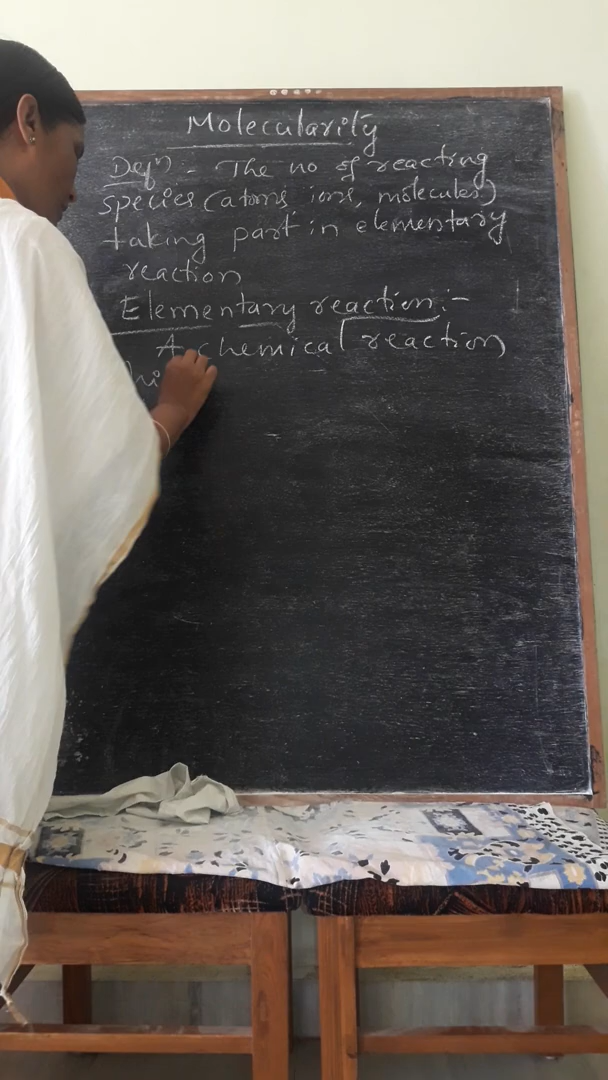 Molecularity
Defn - The no of reacting
species (atoms, ions, molecules)
taking part in elementary
reaction
Elementary reaction :-
A chemical reaction